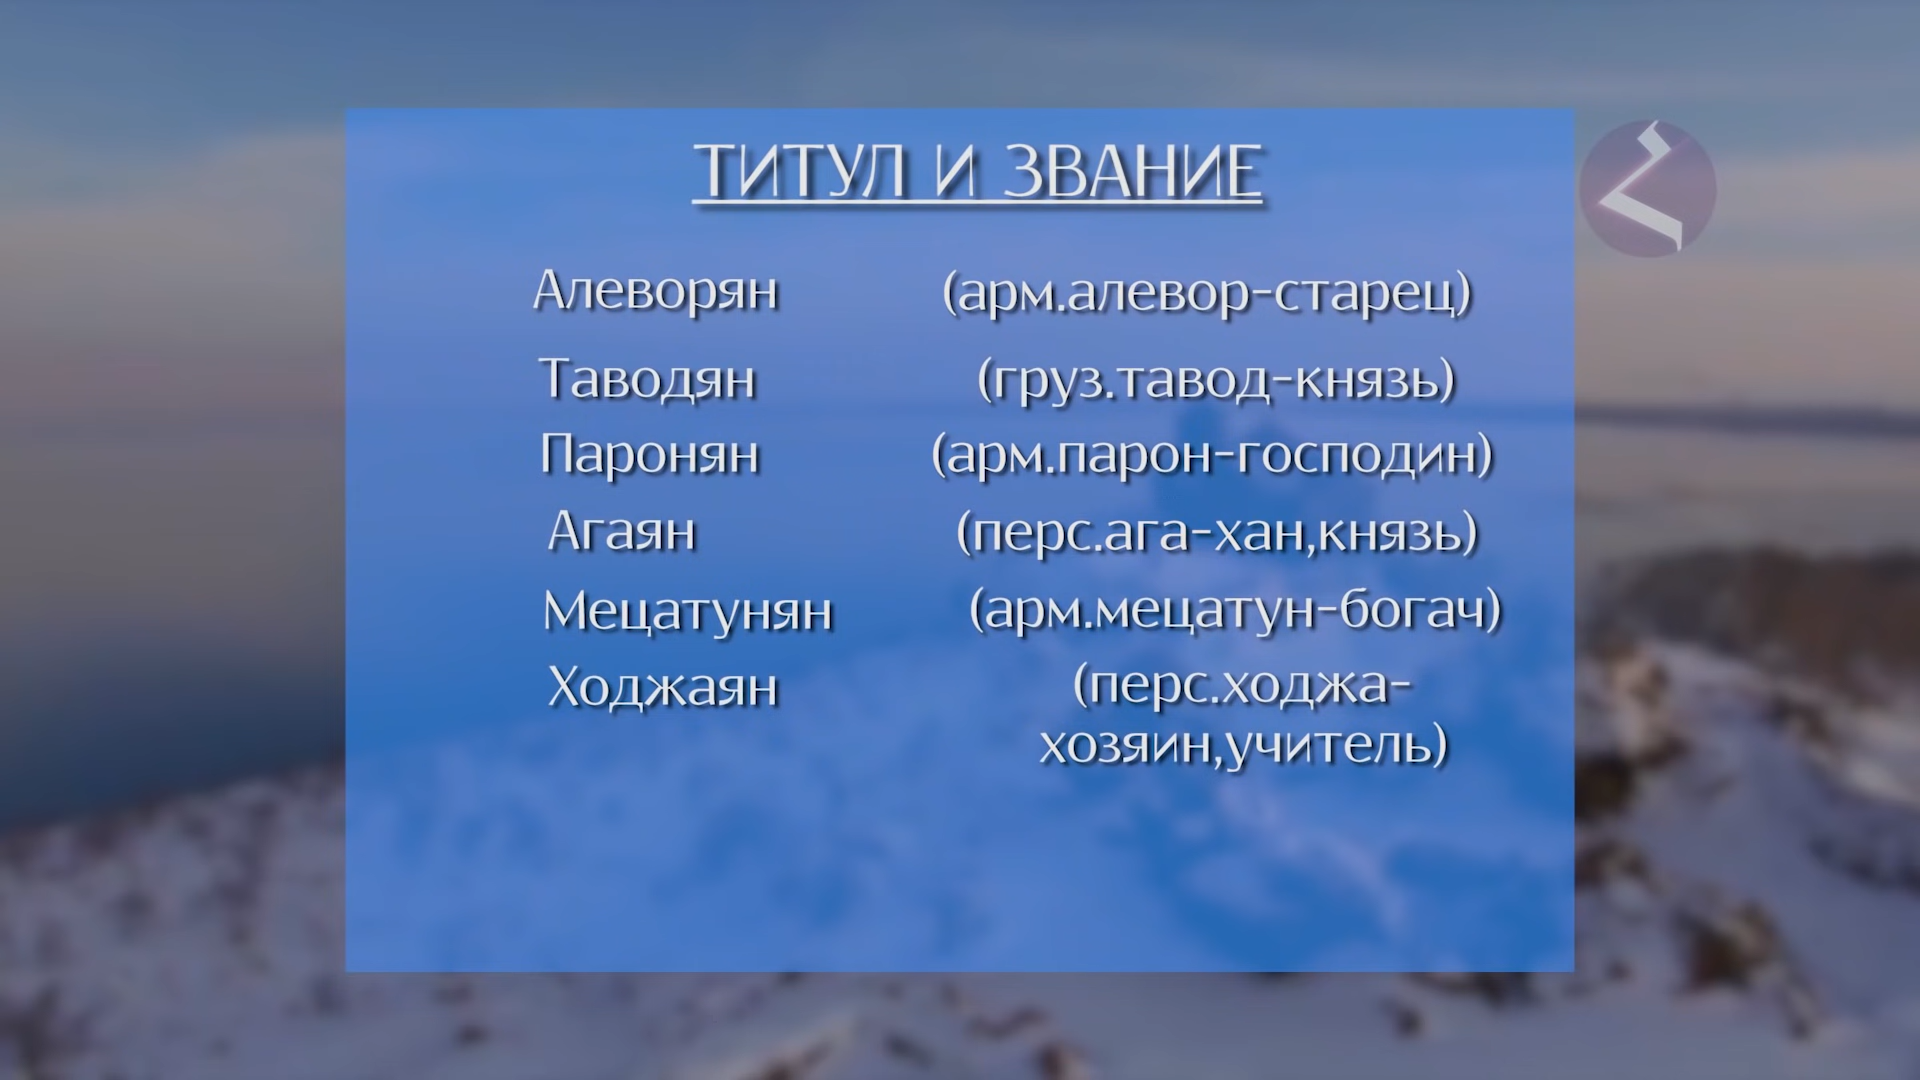 ТИТУЛ И ЗВАНИЕ
Алеворян (арм.алевор-старец)
Таводян (груз.тавод-князь)
Паронян (арм.парон-господин)
Агаян (перс.ага-хан,князь)
Мецатунян (арм.мецатун-богач)
Ходжаян (перс.ходжа-
хозяин,учитель)